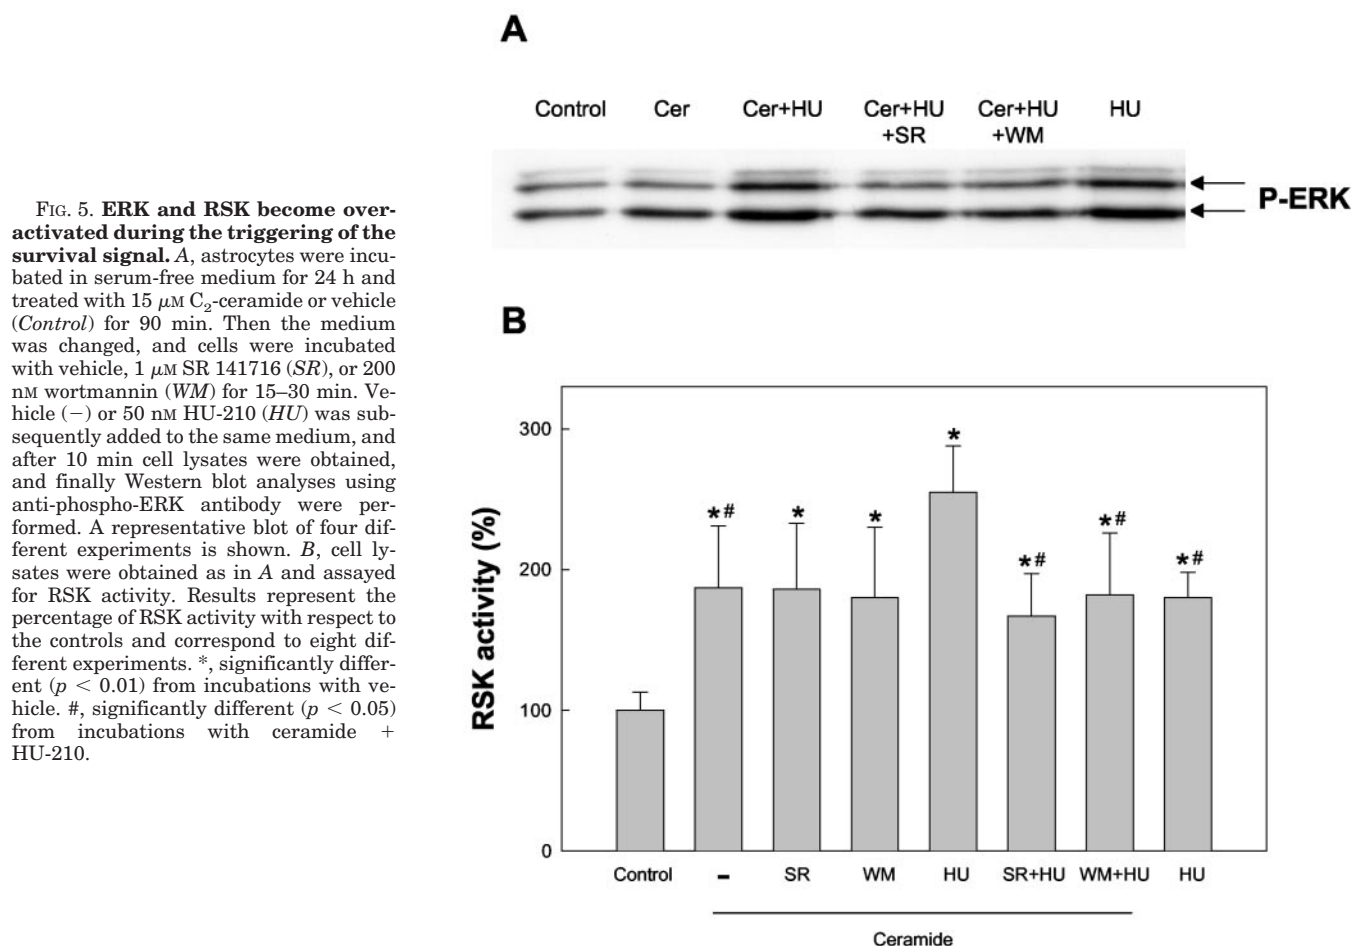 FIG. 5. ERK and RSK become over-
activated during the triggering of the
survival signal. A, astrocytes were incu-
bated in serum-free medium for 24 h and
treated with 15 μM C₂-ceramide or vehicle
(Control) for 90 min. Then the medium
was changed, and cells were incubated
with vehicle, 1 μM SR 141716 (SR), or 200
nM wortmannin (WM) for 15–30 min. Ve-
hicle (−) or 50 nM HU-210 (HU) was sub-
sequently added to the same medium, and
after 10 min cell lysates were obtained,
and finally Western blot analyses using
anti-phospho-ERK antibody were per-
formed. A representative blot of four dif-
ferent experiments is shown. B, cell ly-
sates were obtained as in A and assayed
for RSK activity. Results represent the
percentage of RSK activity with respect to
the controls and correspond to eight dif-
ferent experiments. *, significantly differ-
ent (p < 0.01) from incubations with ve-
hicle. #, significantly different (p < 0.05)
from incubations with ceramide +
HU-210.
A
Control Cer Cer+HU Cer+HU Cer+HU HU
+SR +WM
P-ERK
B
RSK activity (%)
300
200
100
0
*# * * * *# *# *#
Control – SR WM HU SR+HU WM+HU HU
Ceramide